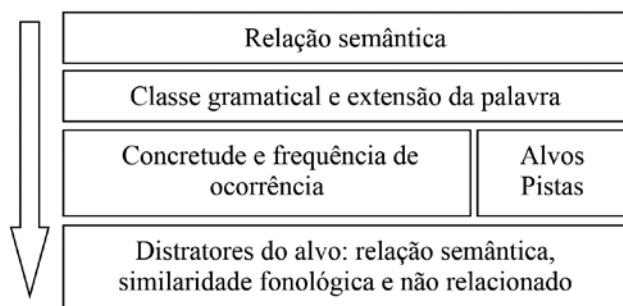 Relação semântica
Classe gramatical e extensão da palavra
Concretude e frequência de
ocorrência
Alvos
Pistas
Distratores do alvo: relação semântica,
similaridade fonológica e não relacionado